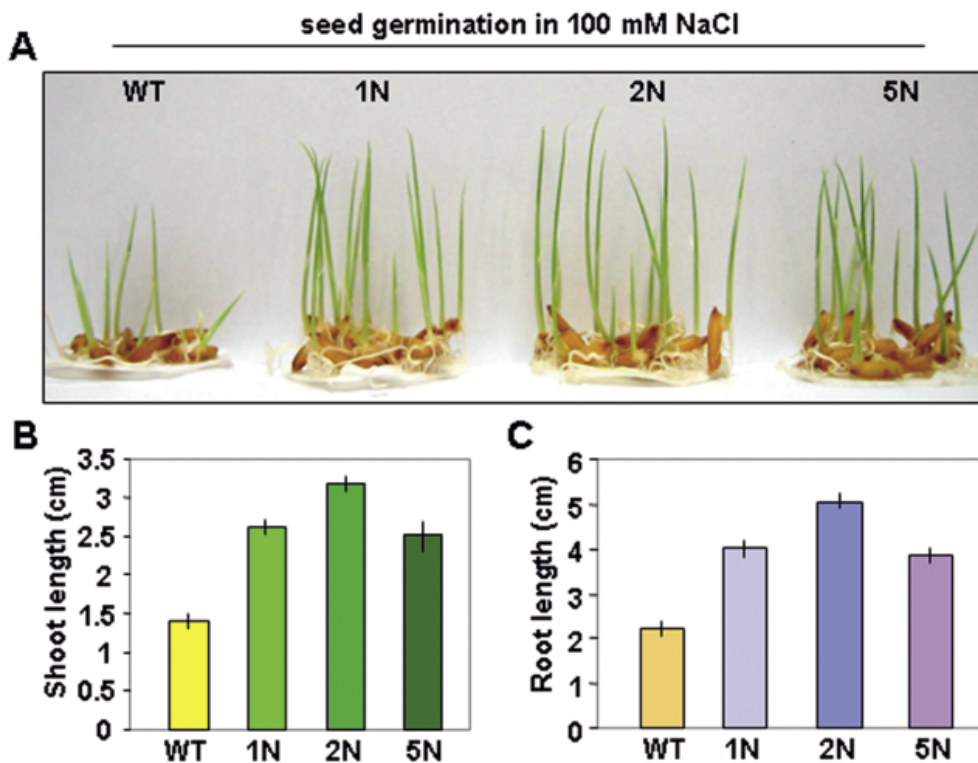 seed germination in 100 mM NaCl
A
WT 1N 2N 5N
B
Shoot length (cm)
3.5
3
2.5
2
1.5
1
0.5
0
WT 1N 2N 5N
C
Root length (cm)
6
5
4
3
2
1
0
WT 1N 2N 5N